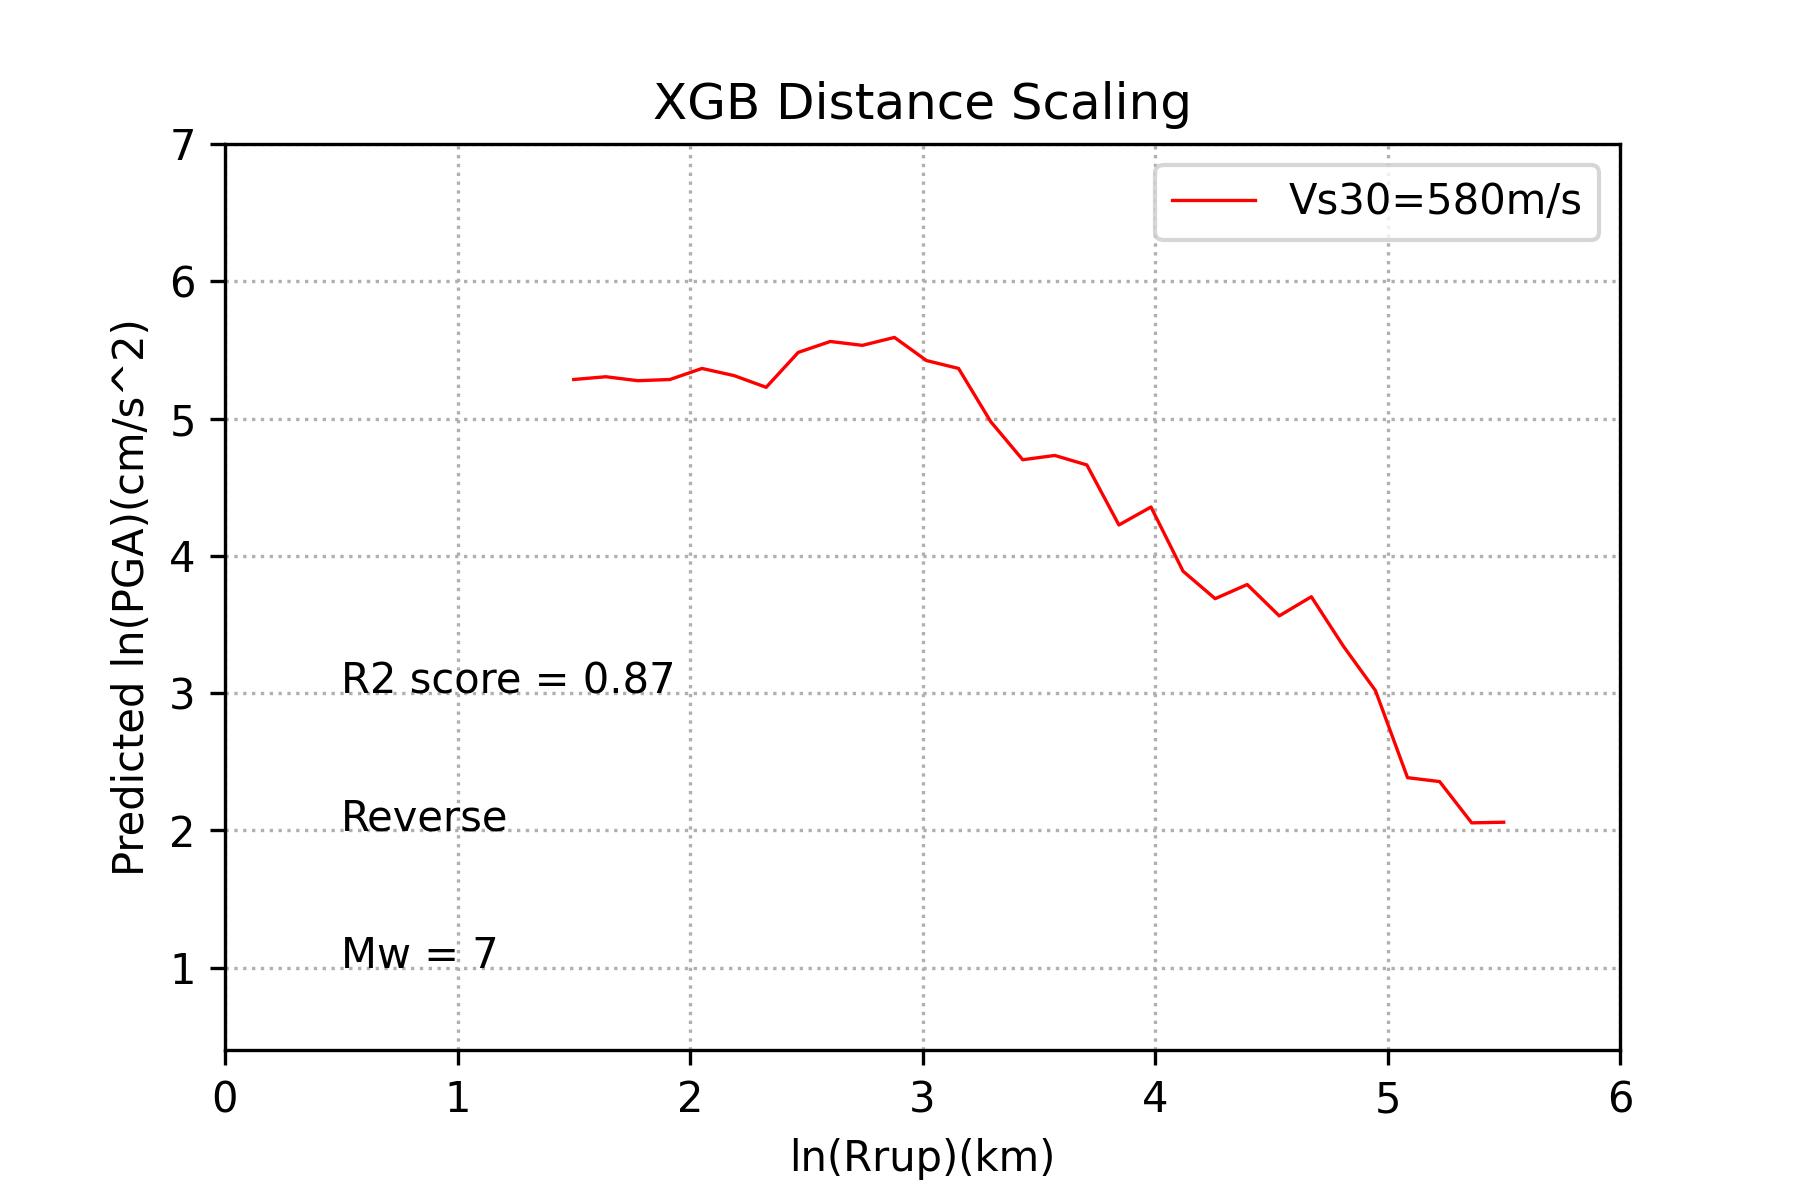 XGB Distance Scaling
7
6
5
4
3
2
1
Predicted ln(PGA)(cm/s^2)
Vs30=580m/s
R2 score = 0.87
Reverse
Mw = 7
0 1 2 3 4 5 6
ln(Rrup)(km)